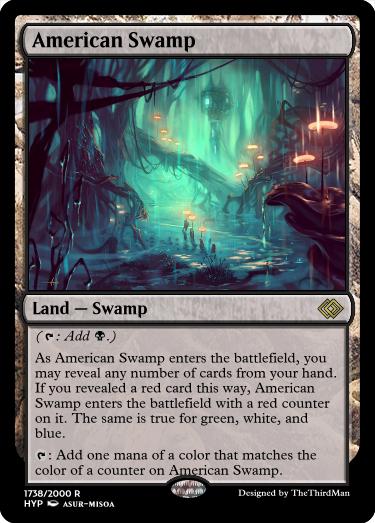 American Swamp
Land — Swamp
( : Add .)
As American Swamp enters the battlefield, you
may reveal any number of cards from your hand.
If you revealed a red card this way, American
Swamp enters the battlefield with a red counter
on it. The same is true for green, white, and
blue.
: Add one mana of a color that matches the
color of a counter on American Swamp.
1738/2000 R
HYP ASUR-MISOA
Designed by TheThirdMan